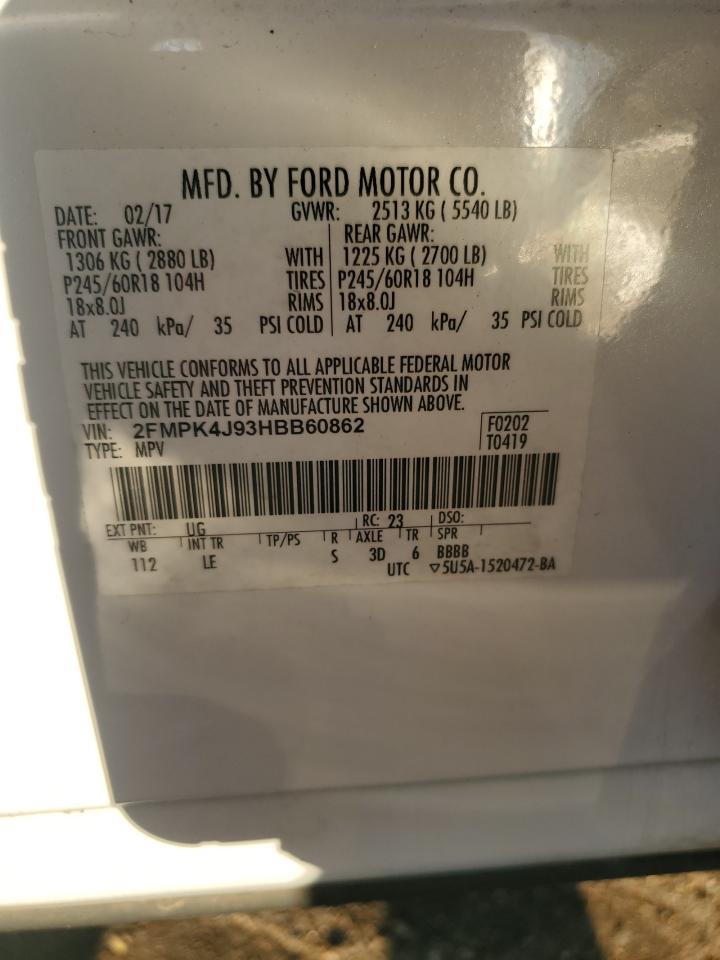 MFD. BY FORD MOTOR CO.
DATE: 02/17 GVWR: 2513 KG ( 5540 LB)
FRONT GAWR: REAR GAWR:
1306 KG ( 2880 LB) WITH 1225 KG ( 2700 LB) WITH
P245/60R18 104H TIRES P245/60R18 104H TIRES
18x8.0J RIMS 18x8.0J RIMS
AT 240 kPa/ 35 PSI COLD AT 240 kPa/ 35 PSI COLD
THIS VEHICLE CONFORMS TO ALL APPLICABLE FEDERAL MOTOR
VEHICLE SAFETY AND THEFT PREVENTION STANDARDS IN
EFFECT ON THE DATE OF MANUFACTURE SHOWN ABOVE.
VIN: 2FMPK4J93HBB60862 F0202
TYPE: MPV T0419
EXT PNT: UG RC: 23 DSO:
WB INT TR TP/PS R AXLE TR SPR
112 LE S 3D 6 BBBB
UTC ▽5U5A-1520472-BA